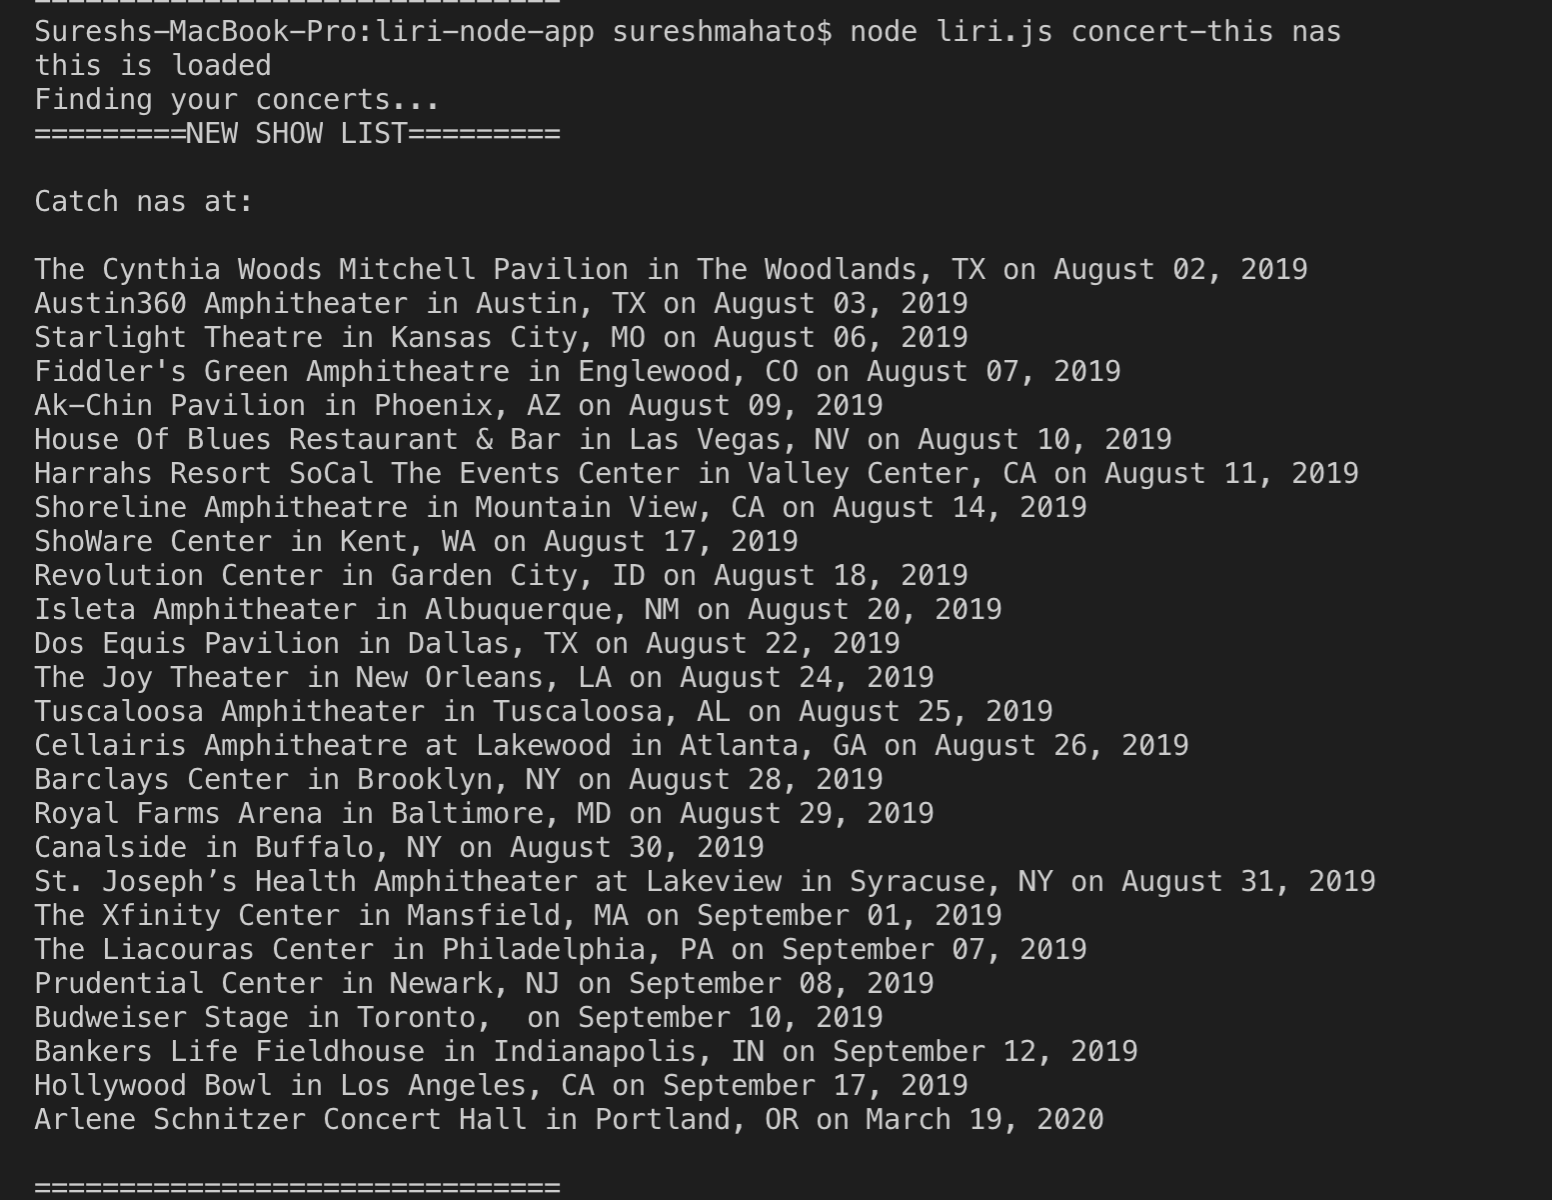 ===============================
Sureshs-MacBook-Pro:liri-node-app sureshmahato$ node liri.js concert-this nas
this is loaded
Finding your concerts...
=========NEW SHOW LIST=========
Catch nas at:
The Cynthia Woods Mitchell Pavilion in The Woodlands, TX on August 02, 2019
Austin360 Amphitheater in Austin, TX on August 03, 2019
Starlight Theatre in Kansas City, MO on August 06, 2019
Fiddler's Green Amphitheatre in Englewood, CO on August 07, 2019
Ak-Chin Pavilion in Phoenix, AZ on August 09, 2019
House Of Blues Restaurant & Bar in Las Vegas, NV on August 10, 2019
Harrahs Resort SoCal The Events Center in Valley Center, CA on August 11, 2019
Shoreline Amphitheatre in Mountain View, CA on August 14, 2019
ShoWare Center in Kent, WA on August 17, 2019
Revolution Center in Garden City, ID on August 18, 2019
Isleta Amphitheater in Albuquerque, NM on August 20, 2019
Dos Equis Pavilion in Dallas, TX on August 22, 2019
The Joy Theater in New Orleans, LA on August 24, 2019
Tuscaloosa Amphitheater in Tuscaloosa, AL on August 25, 2019
Cellairis Amphitheatre at Lakewood in Atlanta, GA on August 26, 2019
Barclays Center in Brooklyn, NY on August 28, 2019
Royal Farms Arena in Baltimore, MD on August 29, 2019
Canalside in Buffalo, NY on August 30, 2019
St. Joseph’s Health Amphitheater at Lakeview in Syracuse, NY on August 31, 2019
The Xfinity Center in Mansfield, MA on September 01, 2019
The Liacouras Center in Philadelphia, PA on September 07, 2019
Prudential Center in Newark, NJ on September 08, 2019
Budweiser Stage in Toronto,  on September 10, 2019
Bankers Life Fieldhouse in Indianapolis, IN on September 12, 2019
Hollywood Bowl in Los Angeles, CA on September 17, 2019
Arlene Schnitzer Concert Hall in Portland, OR on March 19, 2020
===============================